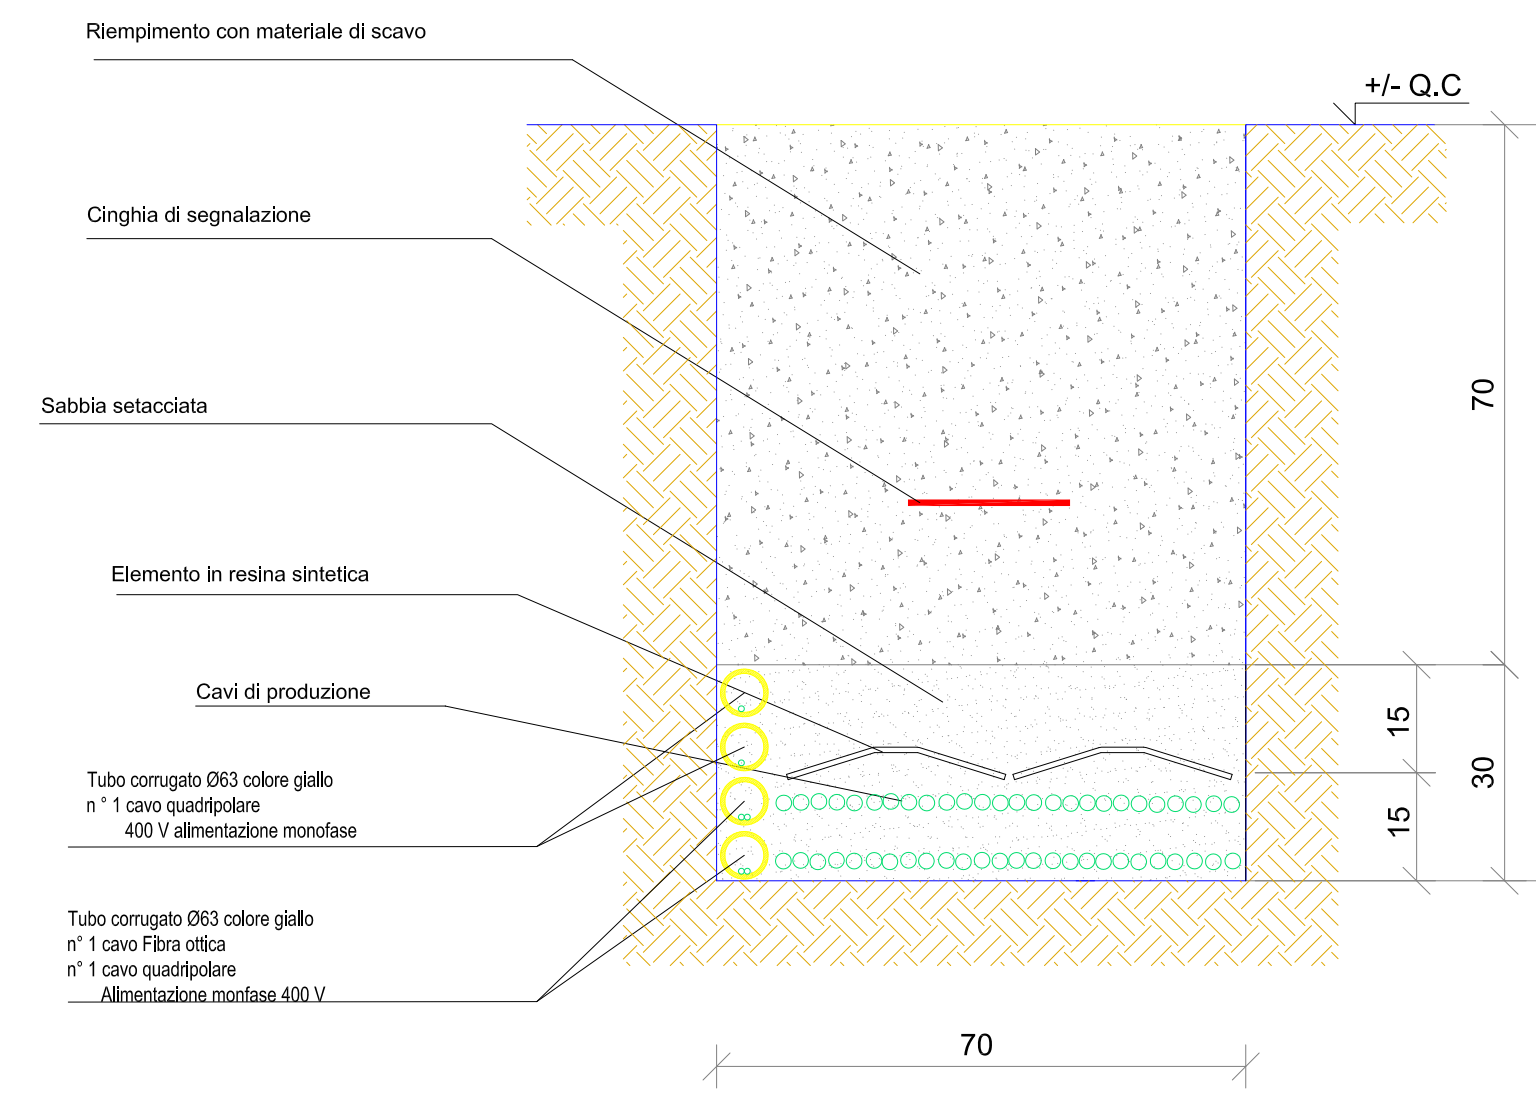 Riempimento con materiale di scavo
+/- Q.C
Cinghia di segnalazione
70
Sabbia setacciata
Elemento in resina sintetica
Cavi di produzione
15
30
15
Tubo corrugato Ø63 colore giallo
n ° 1 cavo quadripolare
400 V alimentazione monofase
Tubo corrugato Ø63 colore giallo
n° 1 cavo Fibra ottica
n° 1 cavo quadripolare
Alimentazione monfase 400 V
70